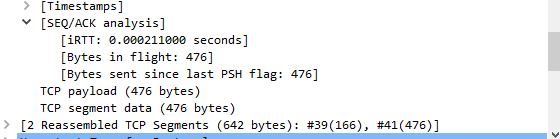 [Timestamps]
[SEQ/ACK analysis]
[iRTT: 0.000211000 seconds]
[Bytes in flight: 476]
[Bytes sent since last PSH flag: 476]
TCP payload (476 bytes)
TCP segment data (476 bytes)
[2 Reassembled TCP Segments (642 bytes): #39(166), #41(476)]